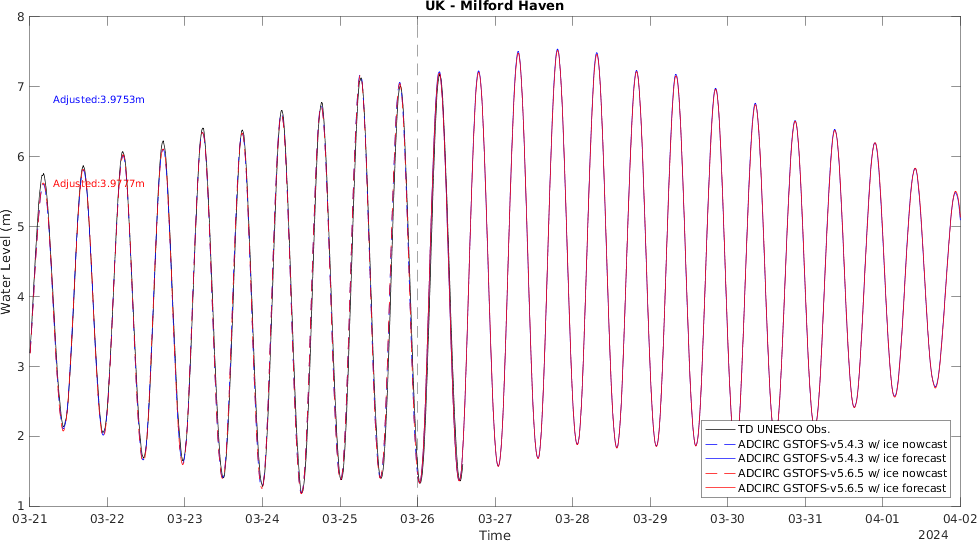 UK - Milford Haven
8
7
6
5
4
3
2
1
Water Level (m)
Adjusted:3.9753m
Adjusted:3.9777m
TD UNESCO Obs.
ADCIRC GSTOFS-v5.4.3 w/ ice nowcast
ADCIRC GSTOFS-v5.4.3 w/ ice forecast
ADCIRC GSTOFS-v5.6.5 w/ ice nowcast
ADCIRC GSTOFS-v5.6.5 w/ ice forecast
03-21 03-22 03-23 03-24 03-25 03-26 03-27 03-28 03-29 03-30 03-31 04-01 04-02
Time
2024